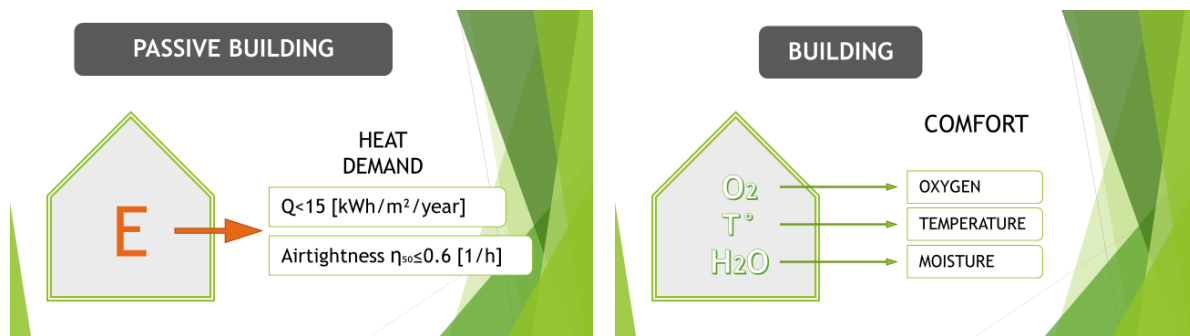 PASSIVE BUILDING
HEAT
DEMAND
E
Q<15 [kWh/m²/year]
Airtightness η₅₀≤0.6 [1/h]
BUILDING
COMFORT
O₂
OXYGEN
T°
TEMPERATURE
H2O
MOISTURE